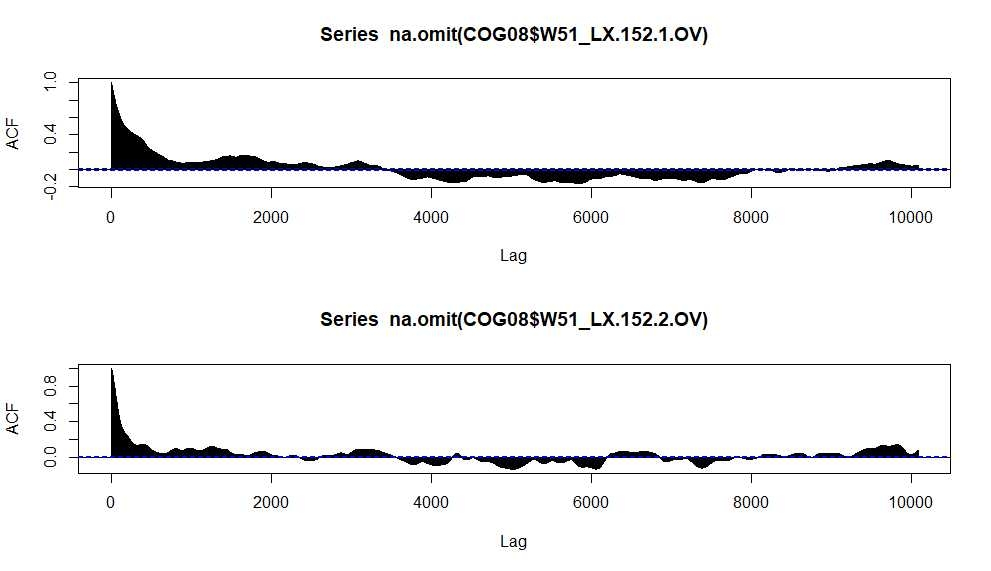 Series  na.omit(COG08$W51_LX.152.1.OV)
ACF
1.0
0.4
-0.2
0 2000 4000 6000 8000 10000
Lag
Series  na.omit(COG08$W51_LX.152.2.OV)
ACF
0.8
0.4
0.0
0 2000 4000 6000 8000 10000
Lag